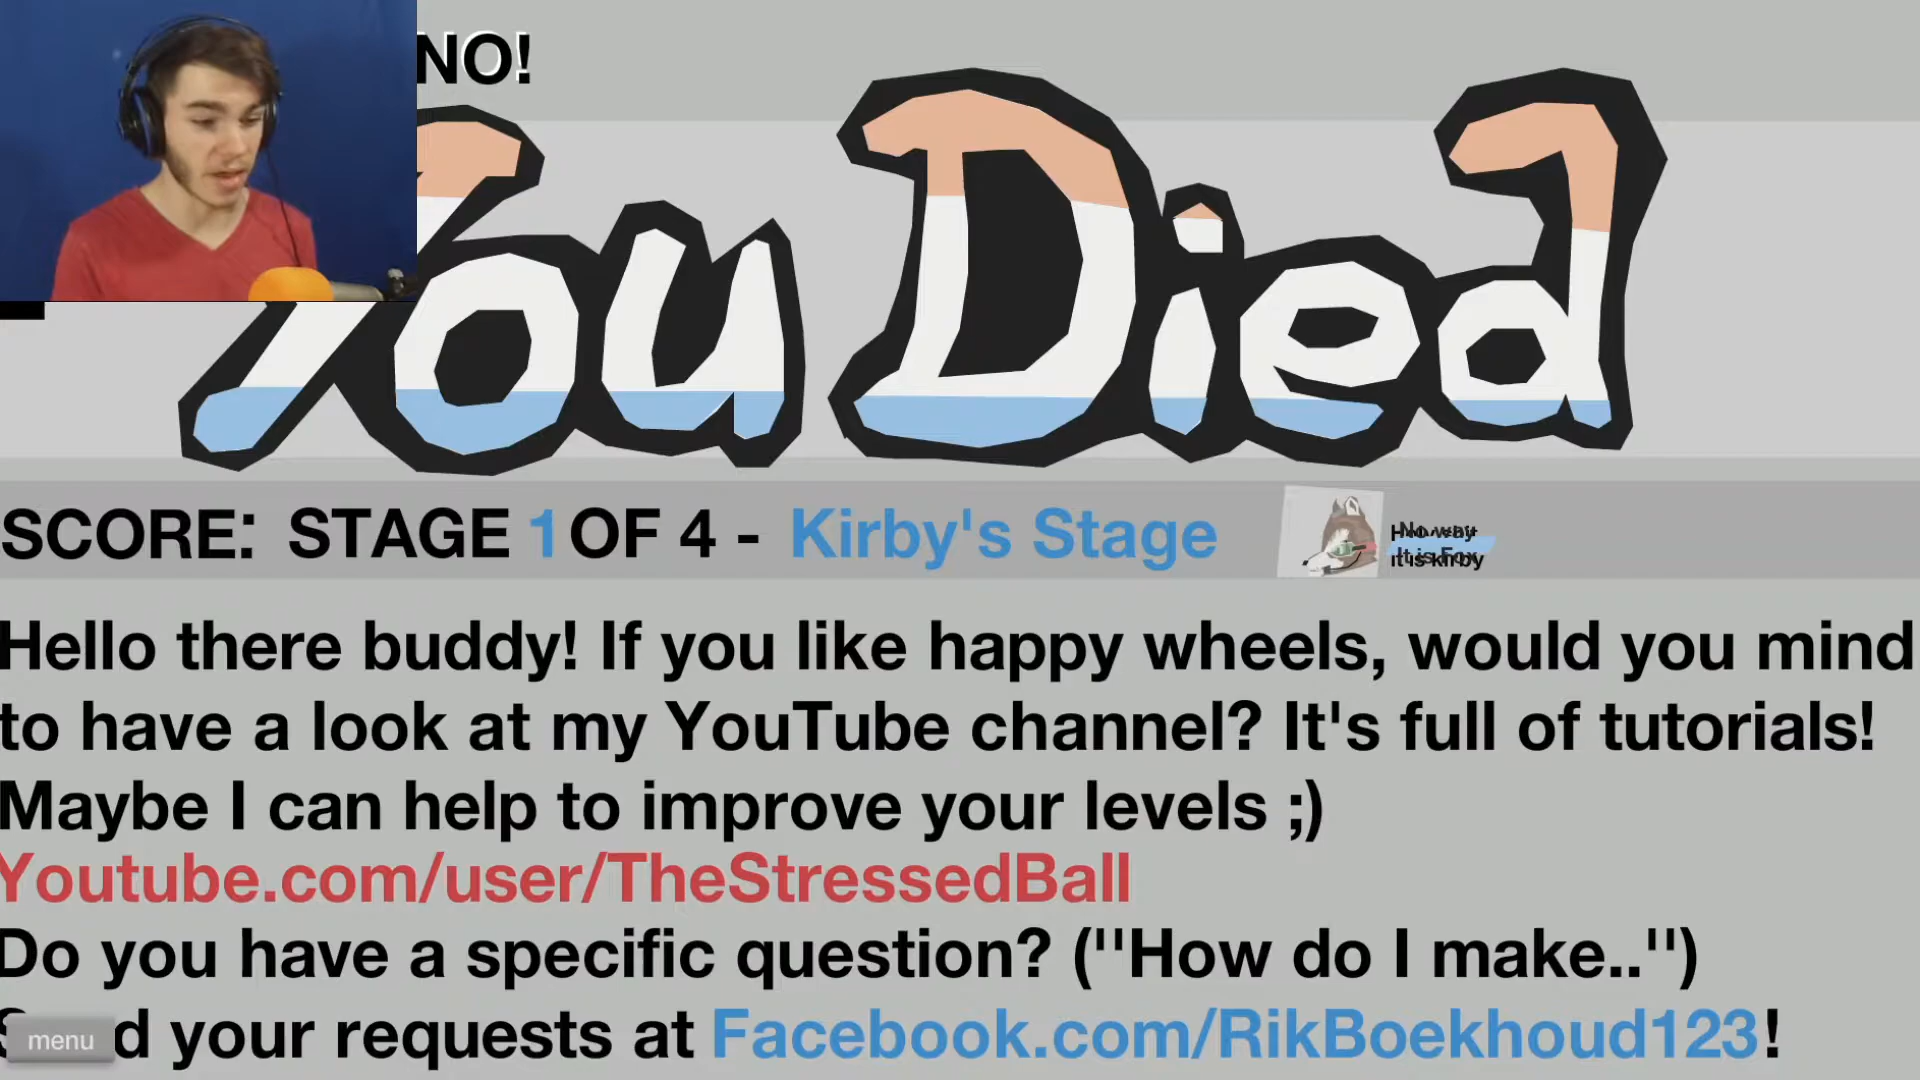 NO!
You Died
SCORE: STAGE 1 OF 4 - Kirby's Stage
it is kirby
Hello there buddy! If you like happy wheels, would you mind
to have a look at my YouTube channel? It's full of tutorials!
Maybe I can help to improve your levels ;)
Youtube.com/user/TheStressedBall
Do you have a specific question? (''How do I make..'')
your requests at Facebook.com/RikBoekhoud123!
menu